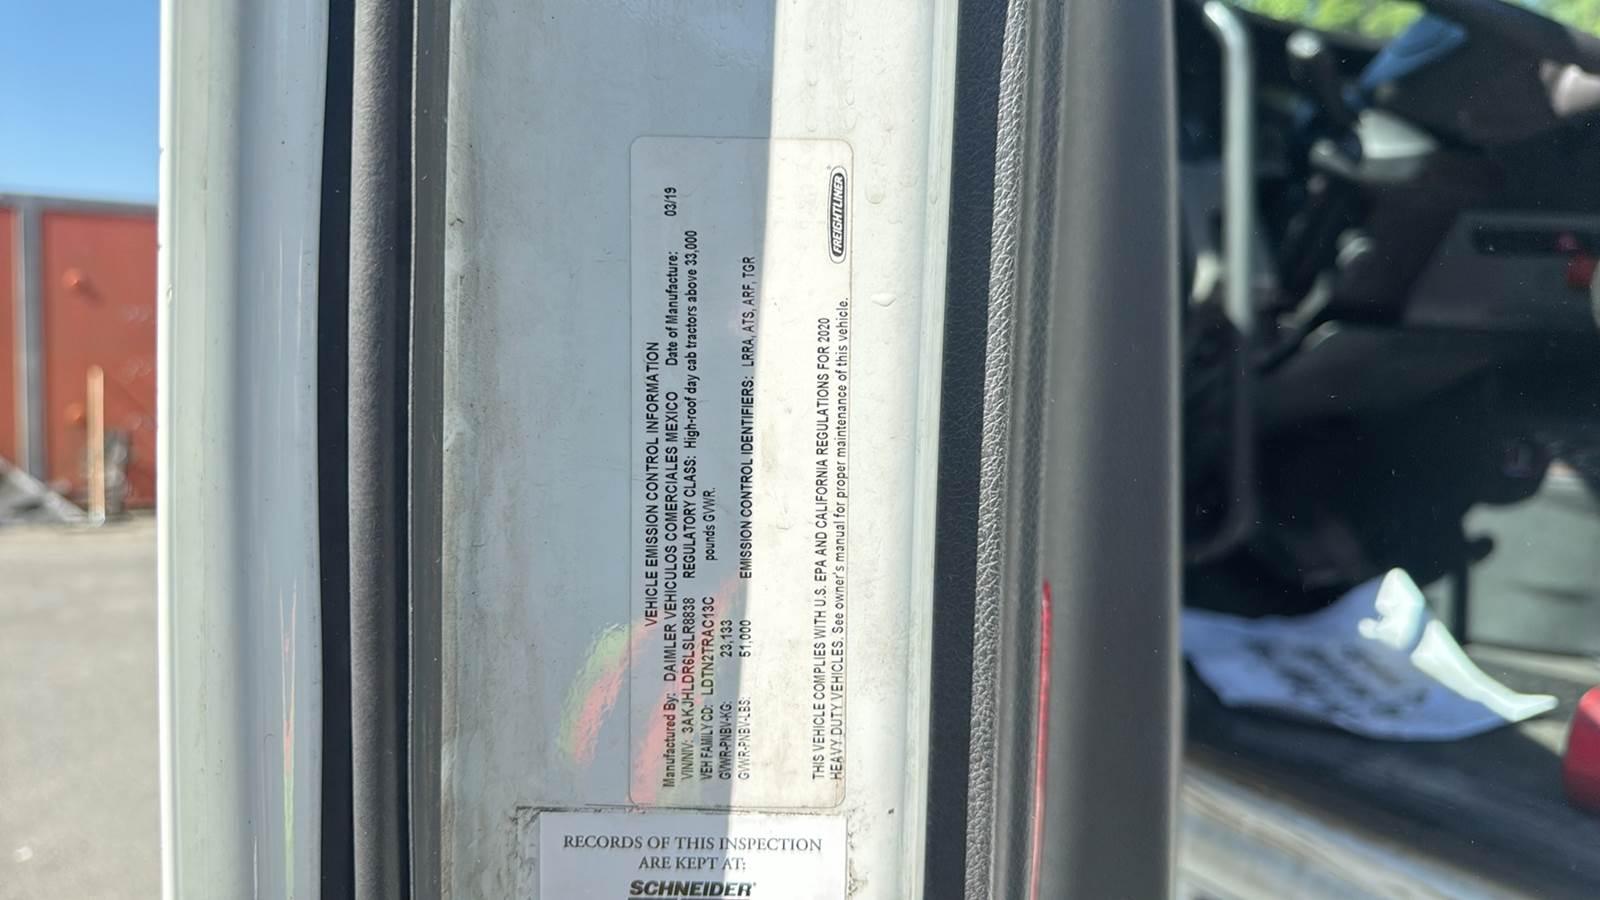 VEHICLE EMISSION CONTROL INFORMATION
Manufactured By: DAIMLER VEHICULOS COMERCIALES MEXICO Date of Manufacture: 03/19
VIN/NIV: 3AKJHLDR6LSLR8838 REGULATORY CLASS: High-roof day cab tractors above 33,000
VEH FAMILY CD: LDTN2TRAC13C pounds GVWR.
GVWR-PNBV-KG: 23,133
GVWR-PNBV-LBS: 51,000 EMISSION CONTROL IDENTIFIERS: LRRA, ATS, ARF, TGR
THIS VEHICLE COMPLIES WITH U.S. EPA AND CALIFORNIA REGULATIONS FOR 2020
HEAVY DUTY VEHICLES. See owner's manual for proper maintenance of this vehicle.
FREIGHTLINER
RECORDS OF THIS INSPECTION
ARE KEPT AT:
SCHNEIDER